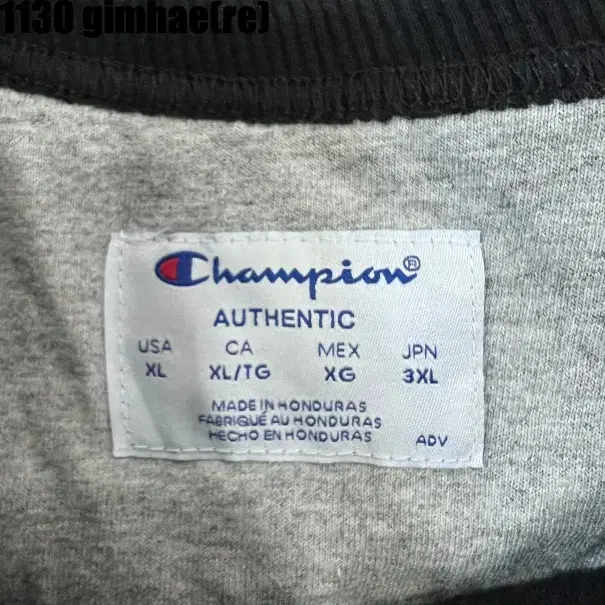 1130 gimhae(re)
Champion®
AUTHENTIC
USA CA MEX JPN
XL XL/TG XG 3XL
MADE IN HONDURAS
FABRIQUÉ AU HONDURAS
HECHO EN HONDURAS
ADV